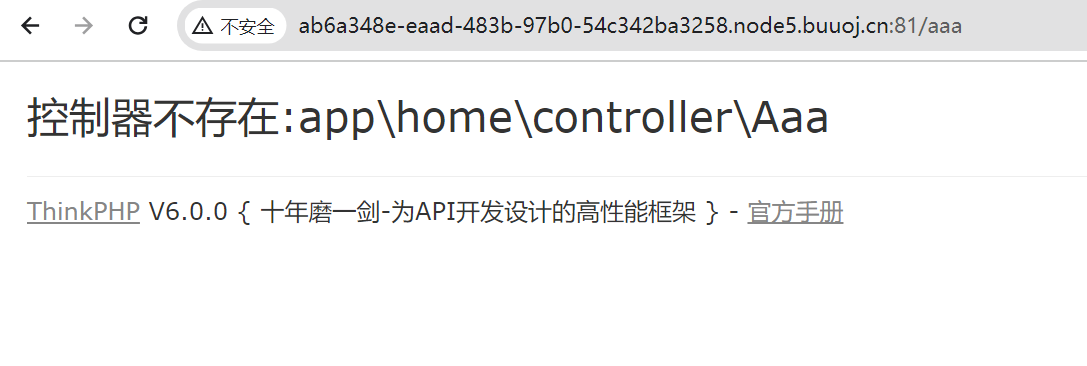 不安全 ab6a348e-eaad-483b-97b0-54c342ba3258.node5.buuoj.cn:81/aaa
控制器不存在:app\home\controller\Aaa
ThinkPHP V6.0.0 { 十年磨一剑-为API开发设计的高性能框架 } - 官方手册